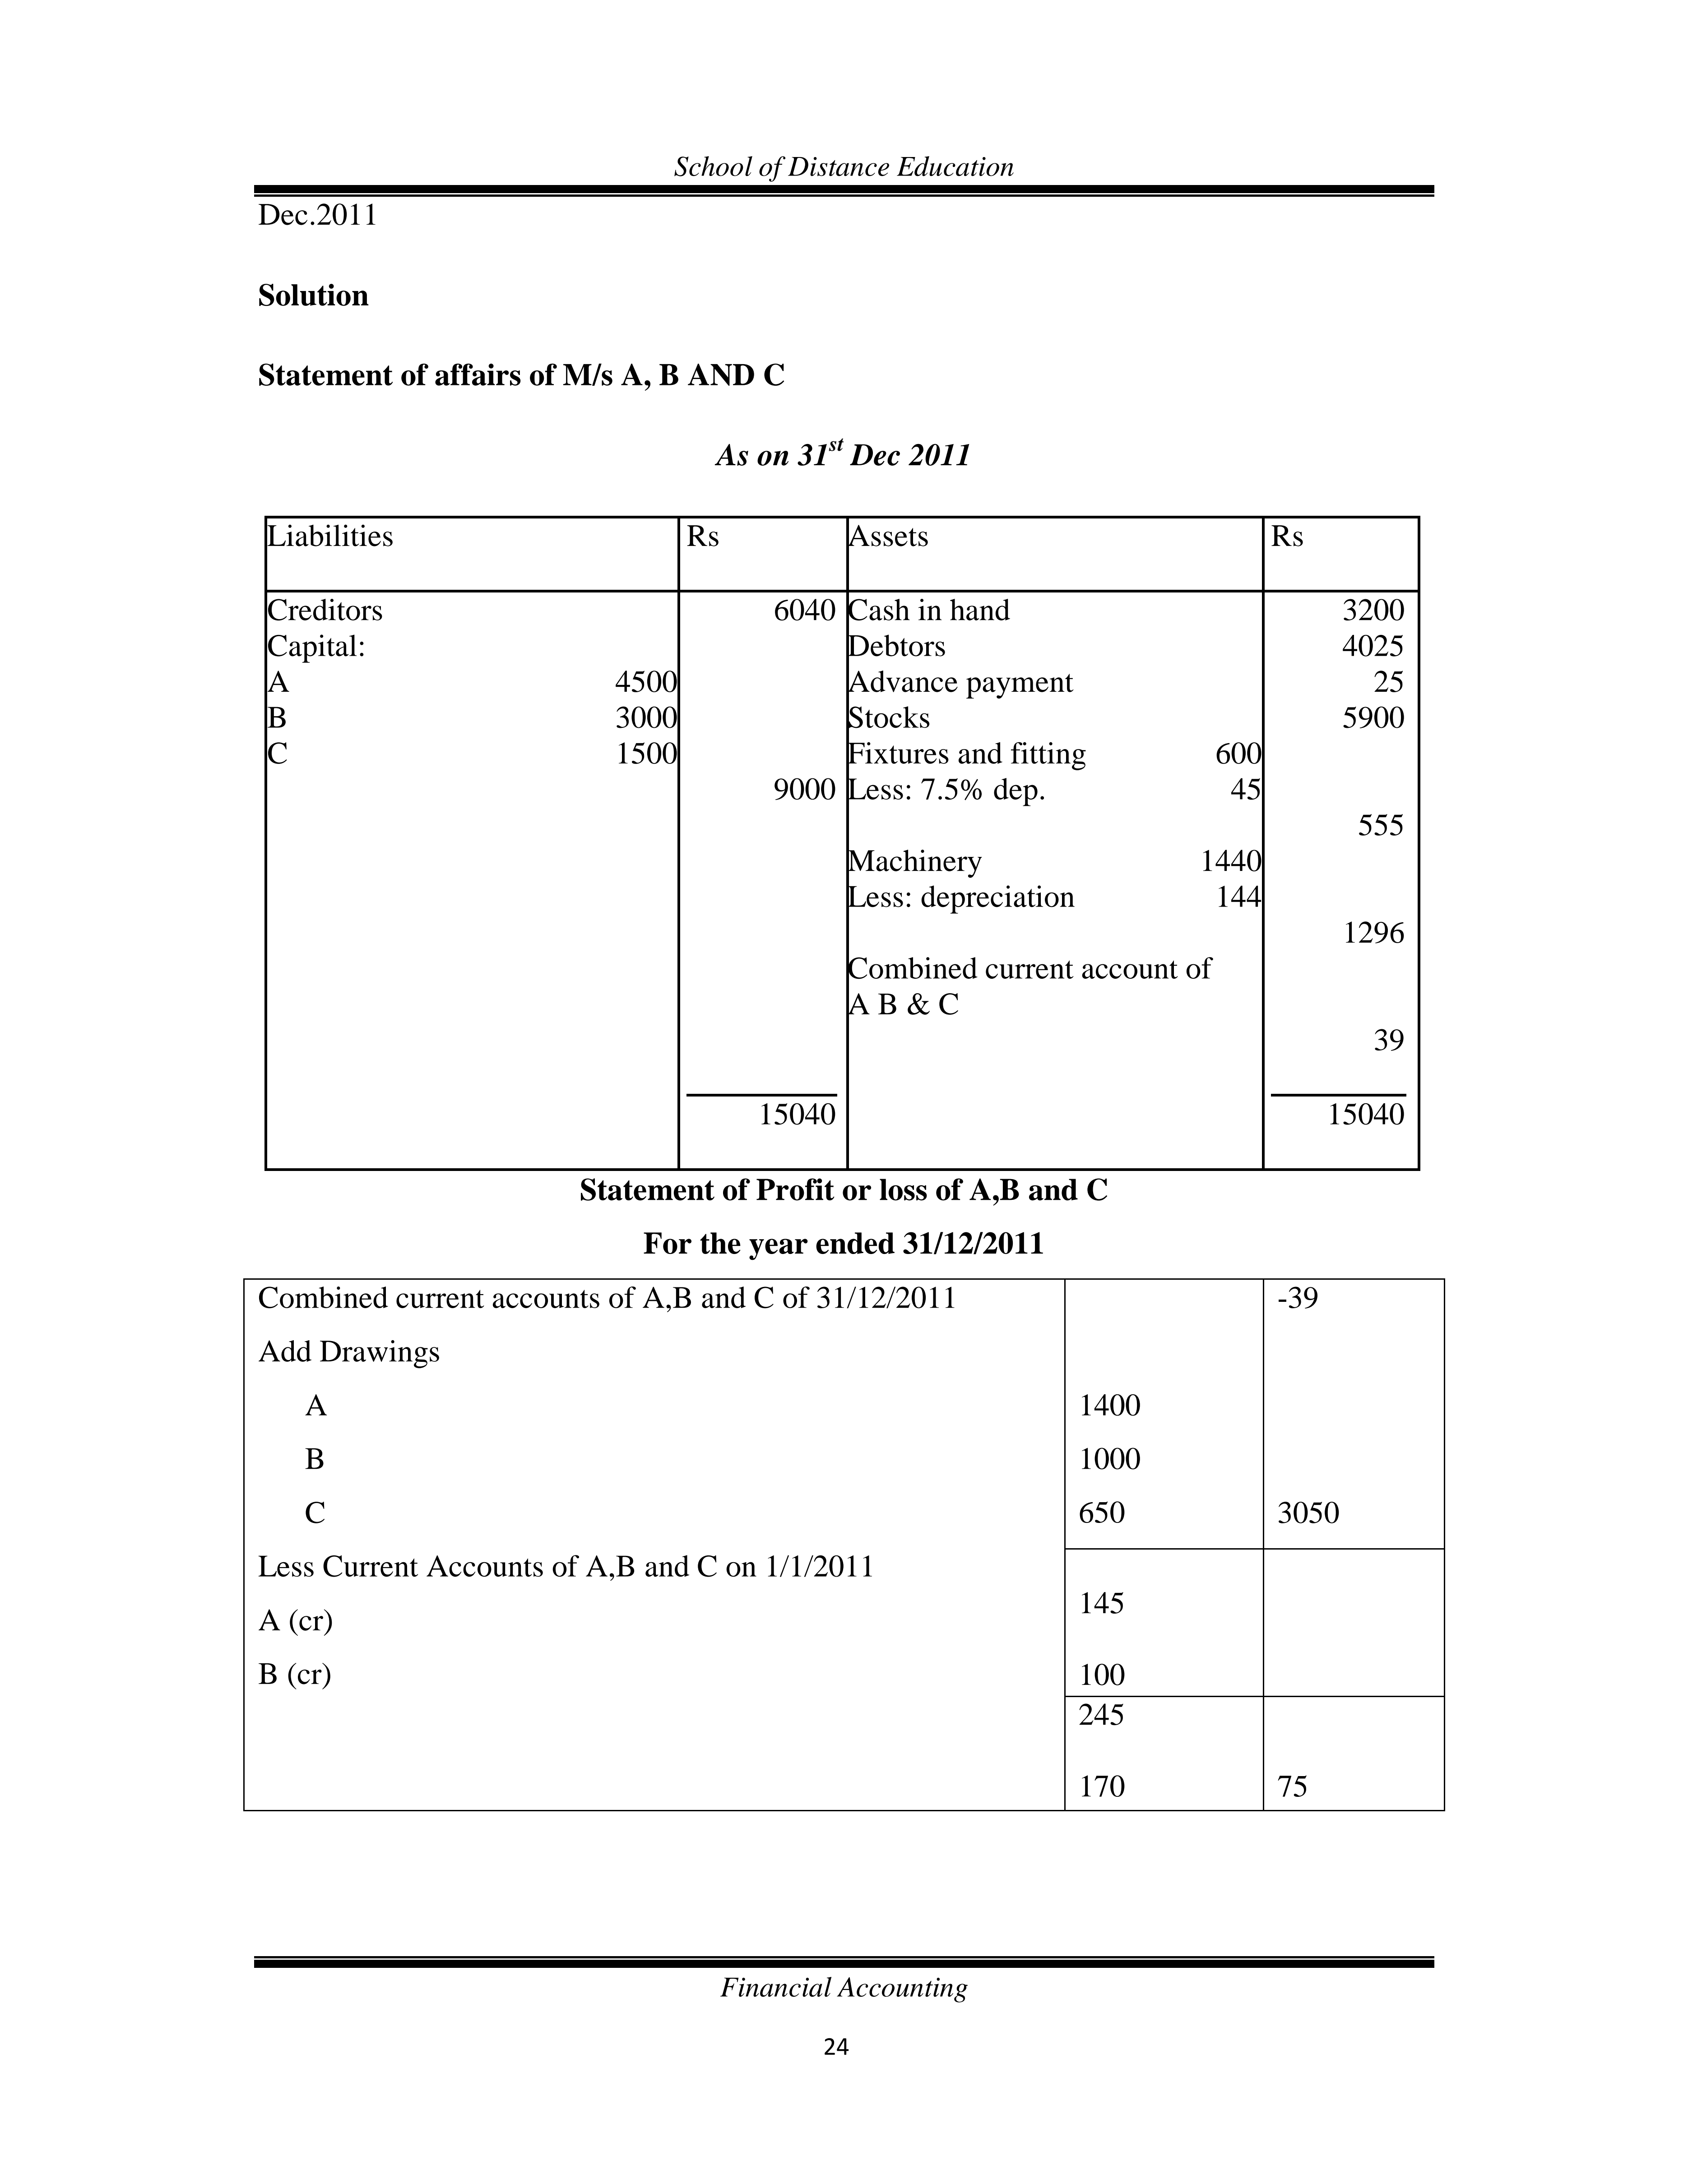 School of Distance Education
Dec.2011
Solution
Statement of affairs of M/s A, B AND C
As on 31st Dec 2011
Liabilities Rs Assets Rs
Creditors 6040 Cash in hand 3200
Capital: Debtors 4025
A 4500 Advance payment 25
B 3000 Stocks 5900
C 1500 Fixtures and fitting 600
9000 Less: 7.5% dep. 45
555
Machinery 1440
Less: depreciation 144
1296
Combined current account of
A B & C
39
15040 15040
Statement of Profit or loss of A,B and C
For the year ended 31/12/2011
Combined current accounts of A,B and C of 31/12/2011 -39
Add Drawings
A 1400
B 1000
C 650 3050
Less Current Accounts of A,B and C on 1/1/2011
A (cr) 145
B (cr) 100
245
170 75
Financial Accounting
24